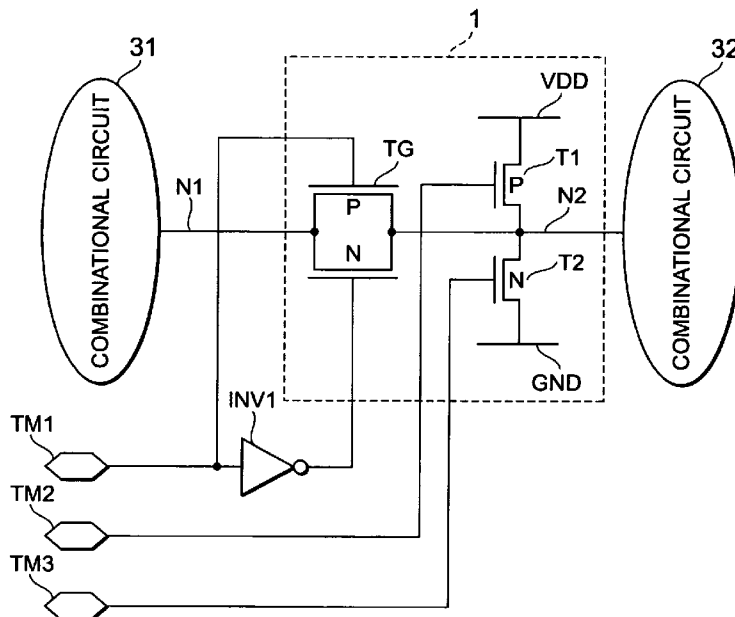 1
31
32
COMBINATIONAL CIRCUIT
COMBINATIONAL CIRCUIT
VDD
TG
T1
P
N1
P
N2
N
T2
N
GND
INV1
TM1
TM2
TM3